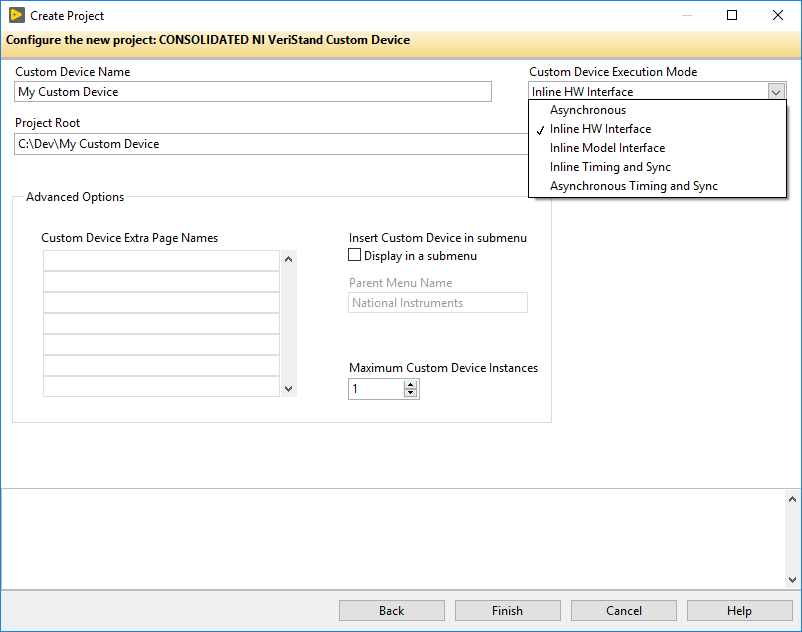 Create Project
Configure the new project: CONSOLIDATED NI VeriStand Custom Device
Custom Device Name
My Custom Device
Custom Device Execution Mode
Inline HW Interface
Asynchronous
Inline HW Interface
Inline Model Interface
Inline Timing and Sync
Asynchronous Timing and Sync
Project Root
C:\Dev\My Custom Device
Advanced Options
Custom Device Extra Page Names
Insert Custom Device in submenu
Display in a submenu
Parent Menu Name
National Instruments
Maximum Custom Device Instances
1
Back
Finish
Cancel
Help